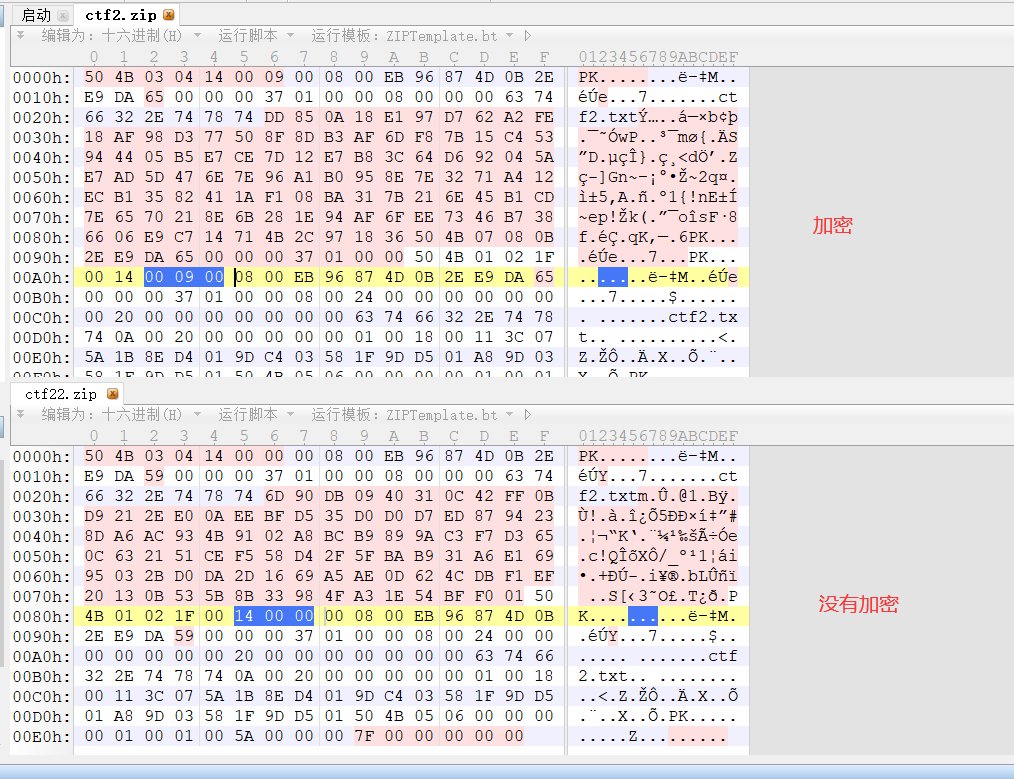 启动 ctf2.zip
编辑为: 十六进制(H) 运行脚本 运行模板: ZIPTemplate.bt
0 1 2 3 4 5 6 7 8 9 A B C D E F 0123456789ABCDEF
0000h: 50 4B 03 04 14 00 09 00 08 00 EB 96 87 4D 0B 2E PK.......ë–‡M..
0010h: E9 DA 65 00 00 00 37 01 00 00 08 00 00 00 63 74 éÚe...7.......ct
0020h: 66 32 2E 74 78 74 DD 85 0A 18 E1 97 D7 62 A2 FE f2.txtÝ…..á—×b¢þ
0030h: 18 AF 98 D3 77 50 8F 8D B3 AF 6D F8 7B 15 C4 53 .¯˜ÓwP..³¯mø{.ÄS
0040h: 94 44 05 B5 E7 CE 7D 12 E7 B8 3C 64 D6 92 04 5A ”D.µçÎ}.ç¸<dÖ’.Z
0050h: E7 AD 5D 47 6E 7E 96 A1 B0 95 8E 7E 32 71 A4 12 ç-]Gn~–¡°•Ž~2q¤.
0060h: EC B1 35 82 41 1A F1 08 BA 31 7B 21 6E 45 B1 CD ì±5‚A.ñ.º1{!nE±Í
0070h: 7E 65 70 21 8E 6B 28 1E 94 AF 6F EE 73 46 B7 38 ~ep!Žk(.”¯oîsF·8
0080h: 66 06 E9 C7 14 71 4B 2C 97 18 36 50 4B 07 08 0B f.éÇ.qK,—.6PK...
0090h: 2E E9 DA 65 00 00 00 37 01 00 00 50 4B 01 02 1F .éÚe...7...PK...
00A0h: 00 14 00 09 00 08 00 EB 96 87 4D 0B 2E E9 DA 65 .......ë–‡M..éÚe
00B0h: 00 00 00 37 01 00 00 08 00 24 00 00 00 00 00 00 ...7.....$......
00C0h: 00 20 00 00 00 00 00 00 00 63 74 66 32 2E 74 78 . .......ctf2.tx
00D0h: 74 0A 00 20 00 00 00 00 00 01 00 18 00 11 3C 07 t.. ..........<.
00E0h: 5A 1B 8E D4 01 9D C4 03 58 1F 9D D5 01 A8 9D 03 Z.ŽÔ..Ä.X..Õ.¨..
00F0h: 58 1F 9D D5 01 50 4B 05 06 00 00 00 00 01 00 01 X..Õ.PK.........
加密
ctf22.zip
编辑为: 十六进制(H) 运行脚本 运行模板: ZIPTemplate.bt
0 1 2 3 4 5 6 7 8 9 A B C D E F 0123456789ABCDEF
0000h: 50 4B 03 04 14 00 00 00 08 00 EB 96 87 4D 0B 2E PK........ë–‡M..
0010h: E9 DA 59 00 00 00 37 01 00 00 08 00 00 00 63 74 éÚY...7.......ct
0020h: 66 32 2E 74 78 74 6D 90 DB 09 40 31 0C 42 FF 0B f2.txtm.Û.@1.Bÿ.
0030h: D9 21 2E E0 0A EE BF D5 35 D0 D0 D7 ED 87 94 23 Ù!.à.î¿Õ5ÐÐ×í‡”#
0040h: 8D A6 AC 93 4B 91 02 A8 BC B9 89 9A C3 F7 D3 65 .¦¬“K‘.¨¼¹‰šÃ÷Óe
0050h: 0C 63 21 51 CE F5 58 D4 2F 5F BA B9 31 A6 E1 69 .c!QÎõXÔ/_º¹1¦ái
0060h: 95 03 2B D0 DA 2D 16 69 A5 AE 0D 62 4C DB F1 EF •.+ÐÚ-.i¥®.bLÛñï
0070h: 20 13 0B 53 5B 8B 33 98 4F A3 1E 54 BF F0 01 50 ..S[‹3˜O£.T¿ð.P
0080h: 4B 01 02 1F 00 14 00 00 00 08 00 EB 96 87 4D 0B K..........ë–‡M.
0090h: 2E E9 DA 59 00 00 00 37 01 00 00 08 00 24 00 00 .éÚY...7.....$..
00A0h: 00 00 00 00 00 20 00 00 00 00 00 00 00 63 74 66 ..... .......ctf
00B0h: 32 2E 74 78 74 0A 00 20 00 00 00 00 00 01 00 18 2.txt.. ........
00C0h: 00 11 3C 07 5A 1B 8E D4 01 9D C4 03 58 1F 9D D5 ..<.Z.ŽÔ..Ä.X..Õ
00D0h: 01 A8 9D 03 58 1F 9D D5 01 50 4B 05 06 00 00 00 .¨..X..Õ.PK.....
00E0h: 00 01 00 01 00 5A 00 00 00 7F 00 00 00 00 00 .....Z.........
没有加密